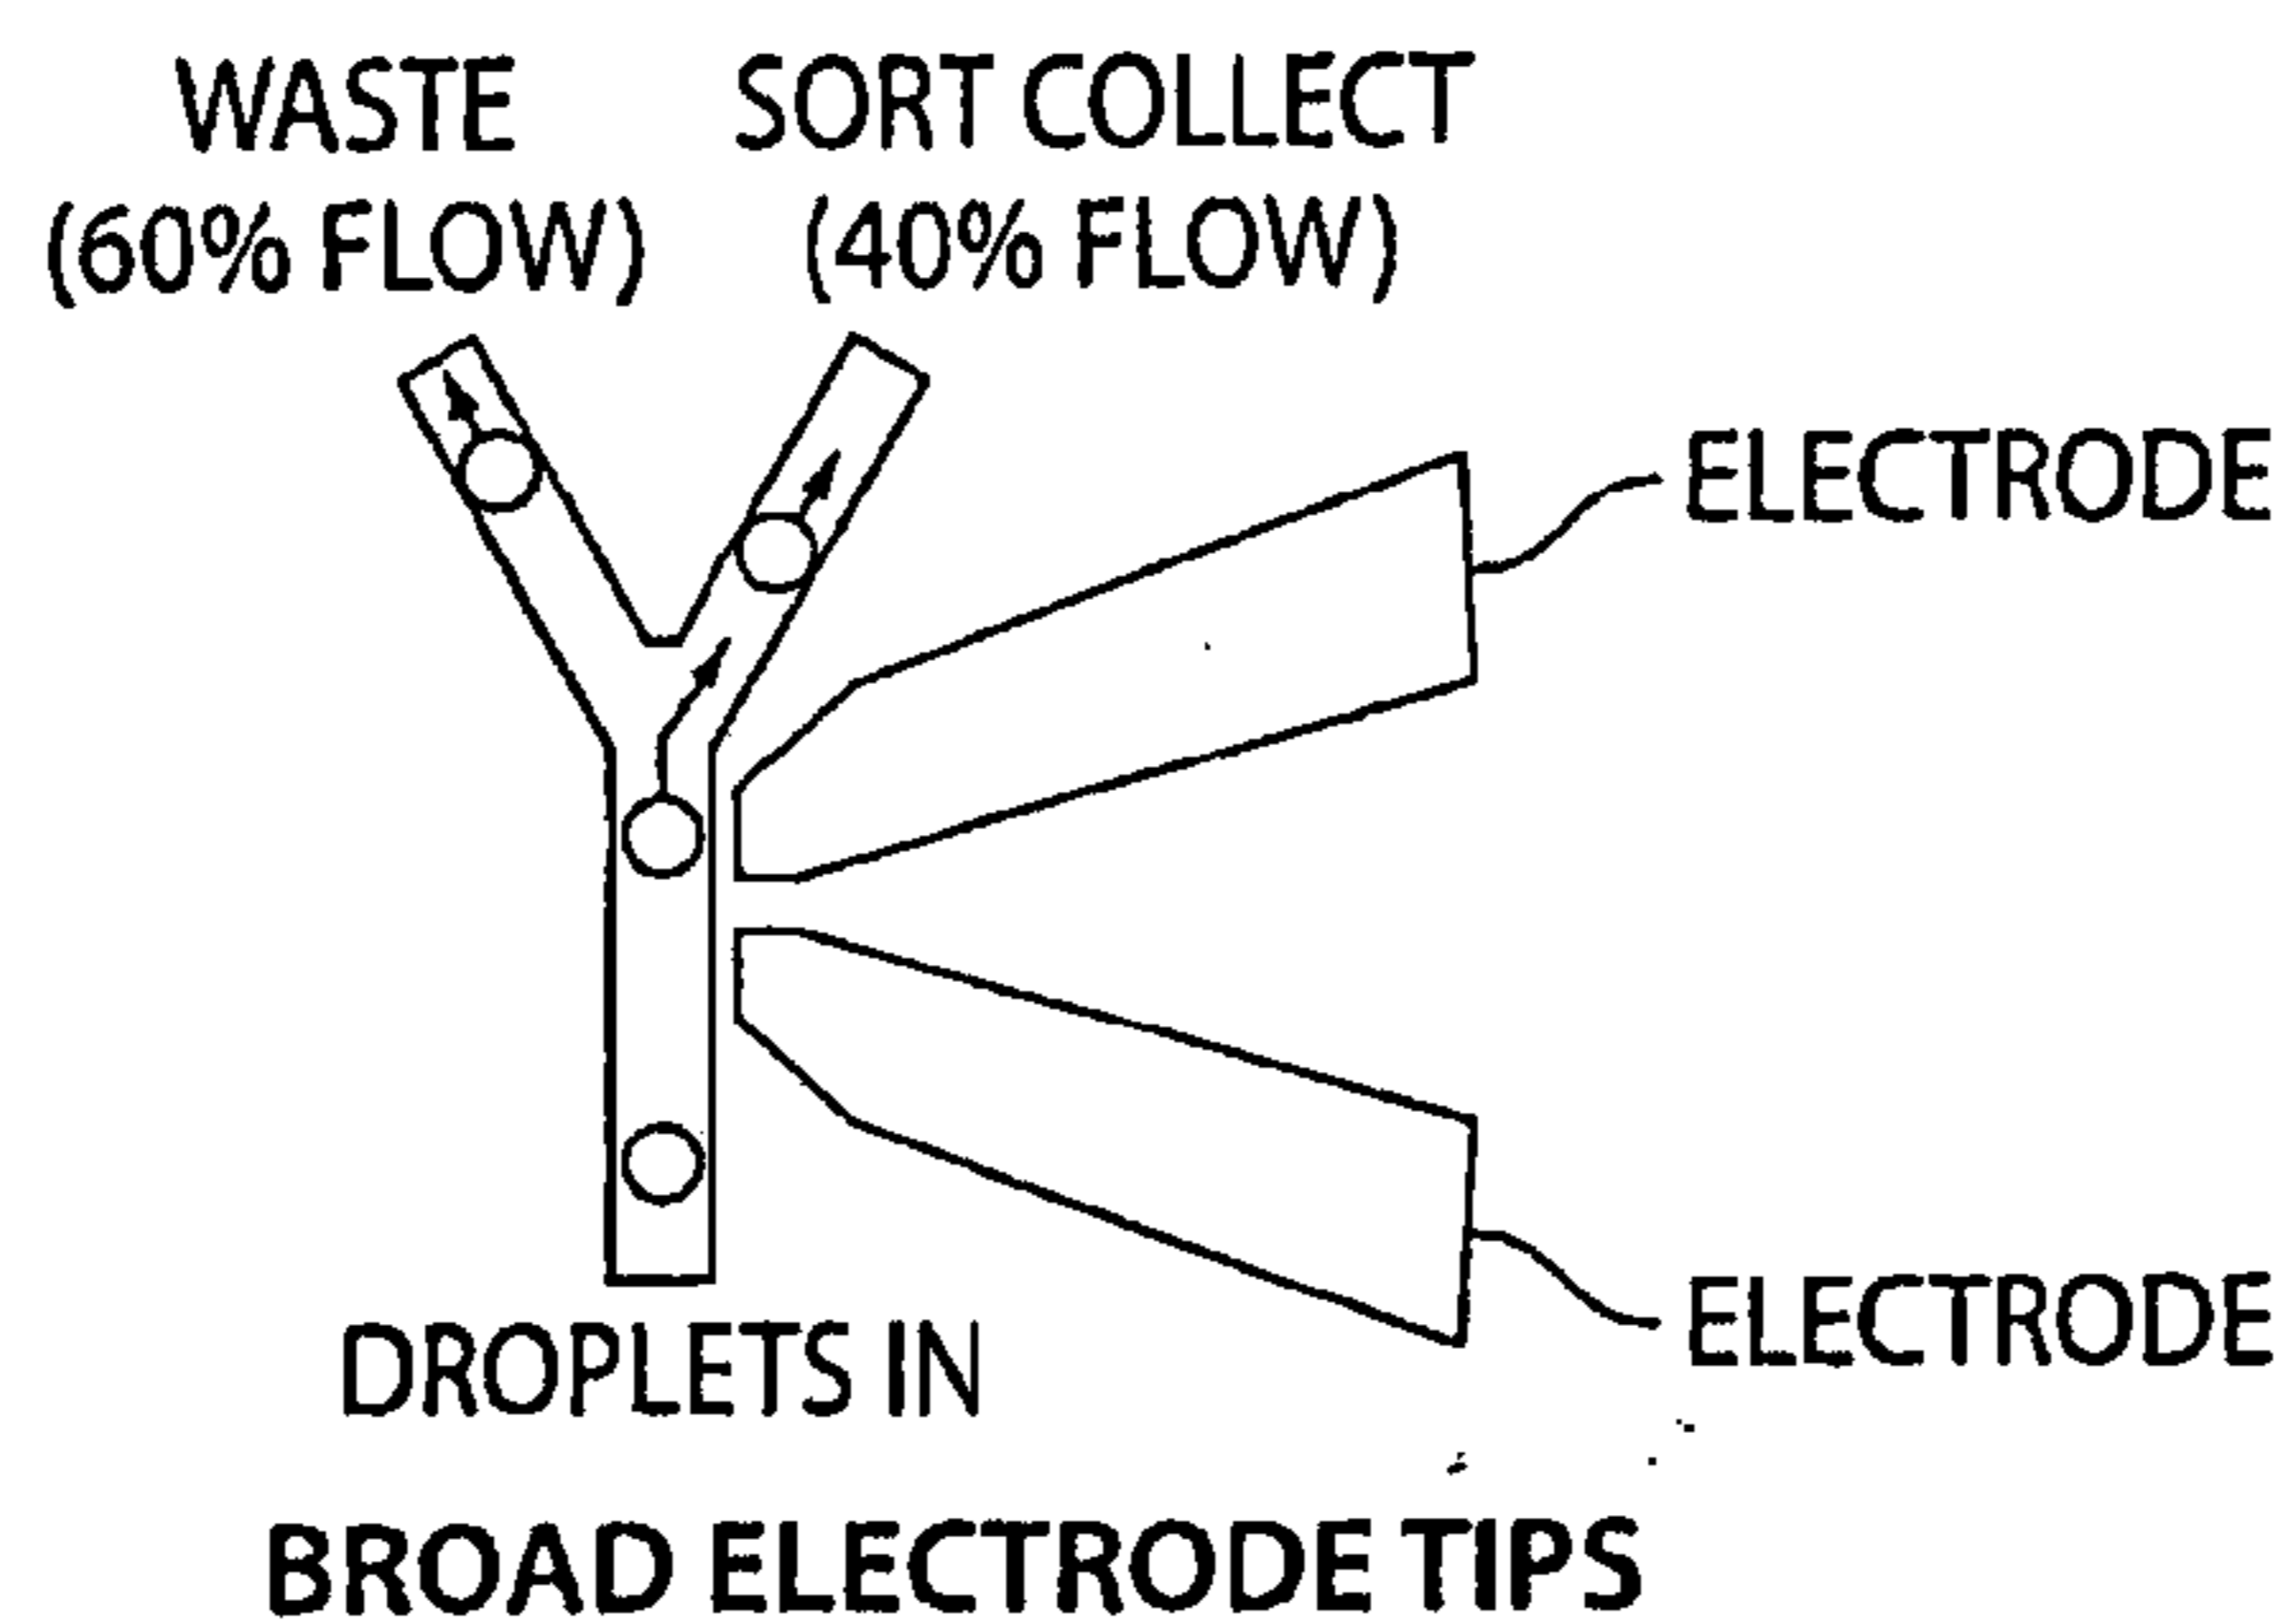 WASTE
(60% FLOW)
SORT COLLECT
(40% FLOW)
ELECTRODE
ELECTRODE
DROPLETS IN
BROAD ELECTRODE TIPS